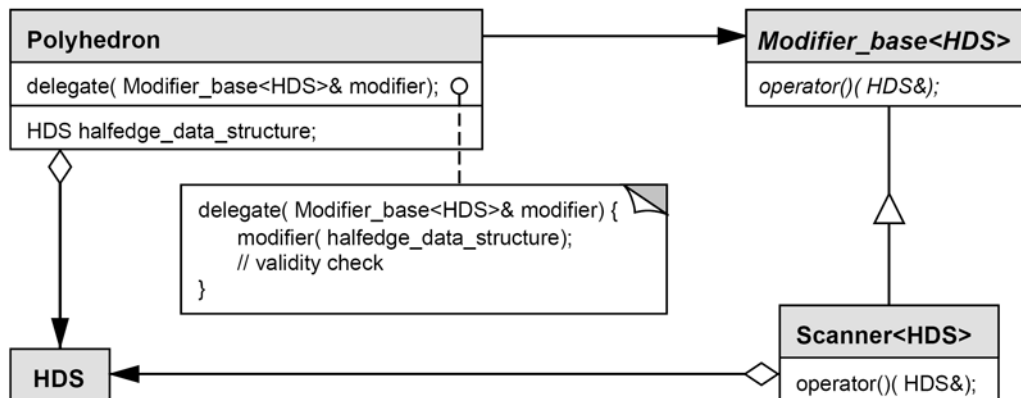 Polyhedron
delegate( Modifier_base<HDS>& modifier);
HDS halfedge_data_structure;
Modifier_base<HDS>
operator()( HDS&);
delegate( Modifier_base<HDS>& modifier) {
modifier( halfedge_data_structure);
// validity check
}
HDS
Scanner<HDS>
operator()( HDS&);